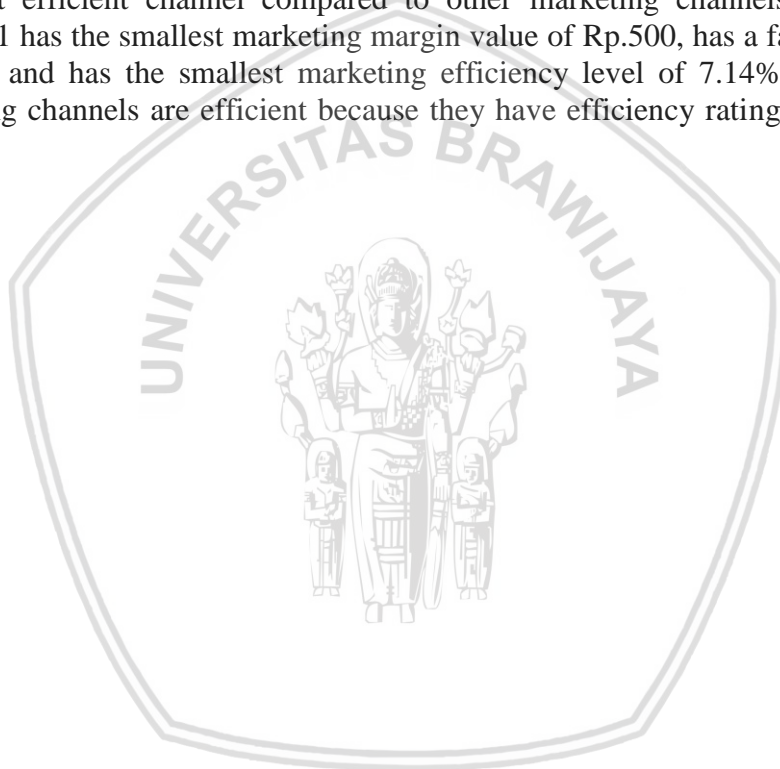 efficient channel compared to other marketing channels
1 has the smallest marketing margin value of Rp.500, has a
and has the smallest marketing efficiency level of 7.14%
channels are efficient because they have efficiency rating
UNIVERSITAS BRAWIJAYA